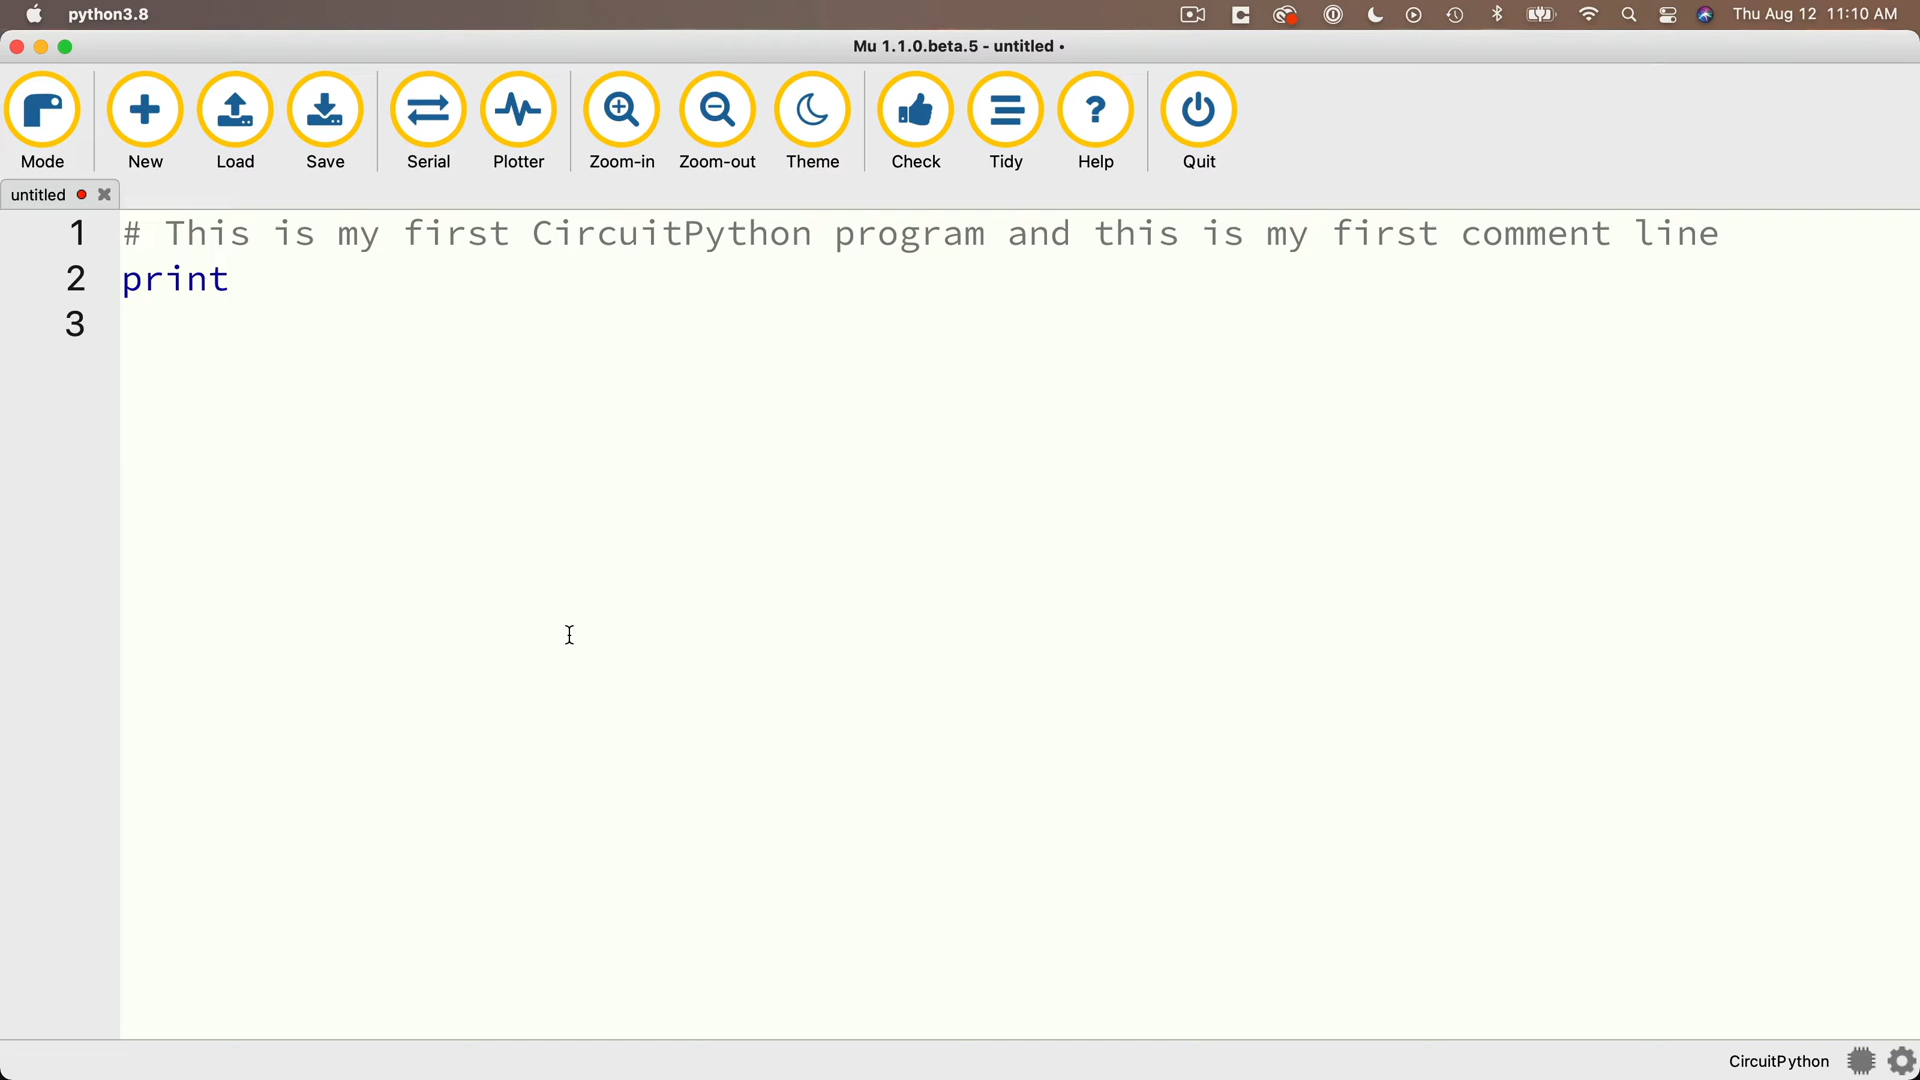 python3.8
Thu Aug 12 11:10 AM
Mu 1.1.0.beta.5 - untitled •
Mode New Load Save Serial Plotter Zoom-in Zoom-out Theme Check Tidy Help Quit
untitled
1 # This is my first CircuitPython program and this is my first comment line
2 print
3
CircuitPython